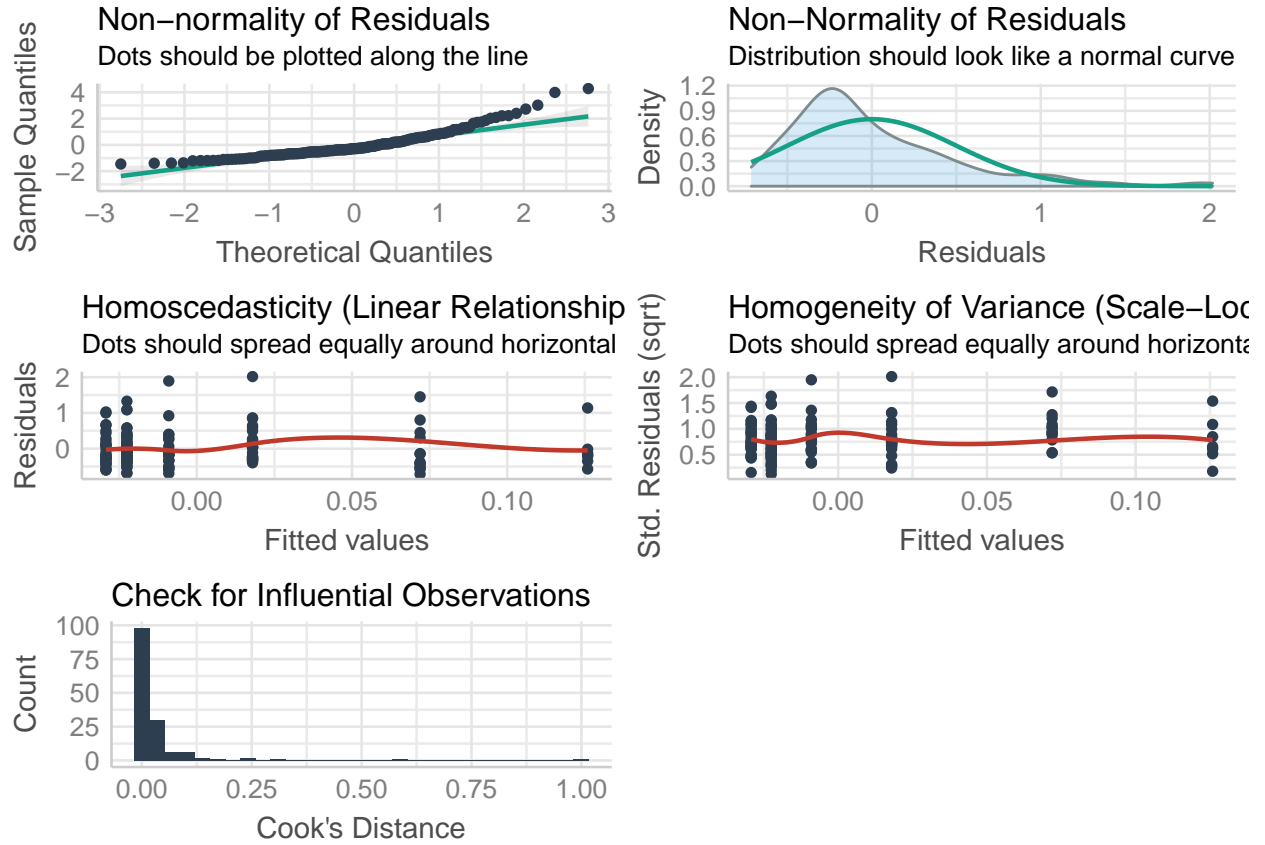 Non−normality of Residuals
Dots should be plotted along the line
Sample Quantiles
4
2
0
−2
−3 −2 −1 0 1 2 3
Theoretical Quantiles
Non−Normality of Residuals
Distribution should look like a normal curve
Density
1.2
0.9
0.6
0.3
0.0
0 1 2
Residuals
Homoscedasticity (Linear Relationship
Dots should spread equally around horizontal
Residuals
2
1
0
0.00 0.05 0.10
Fitted values
Homogeneity of Variance (Scale−Loc
Dots should spread equally around horizonta
Std. Residuals (sqrt)
2.0
1.5
1.0
0.5
0.00 0.05 0.10
Fitted values
Check for Influential Observations
Count
100
75
50
25
0
0.00 0.25 0.50 0.75 1.00
Cook's Distance